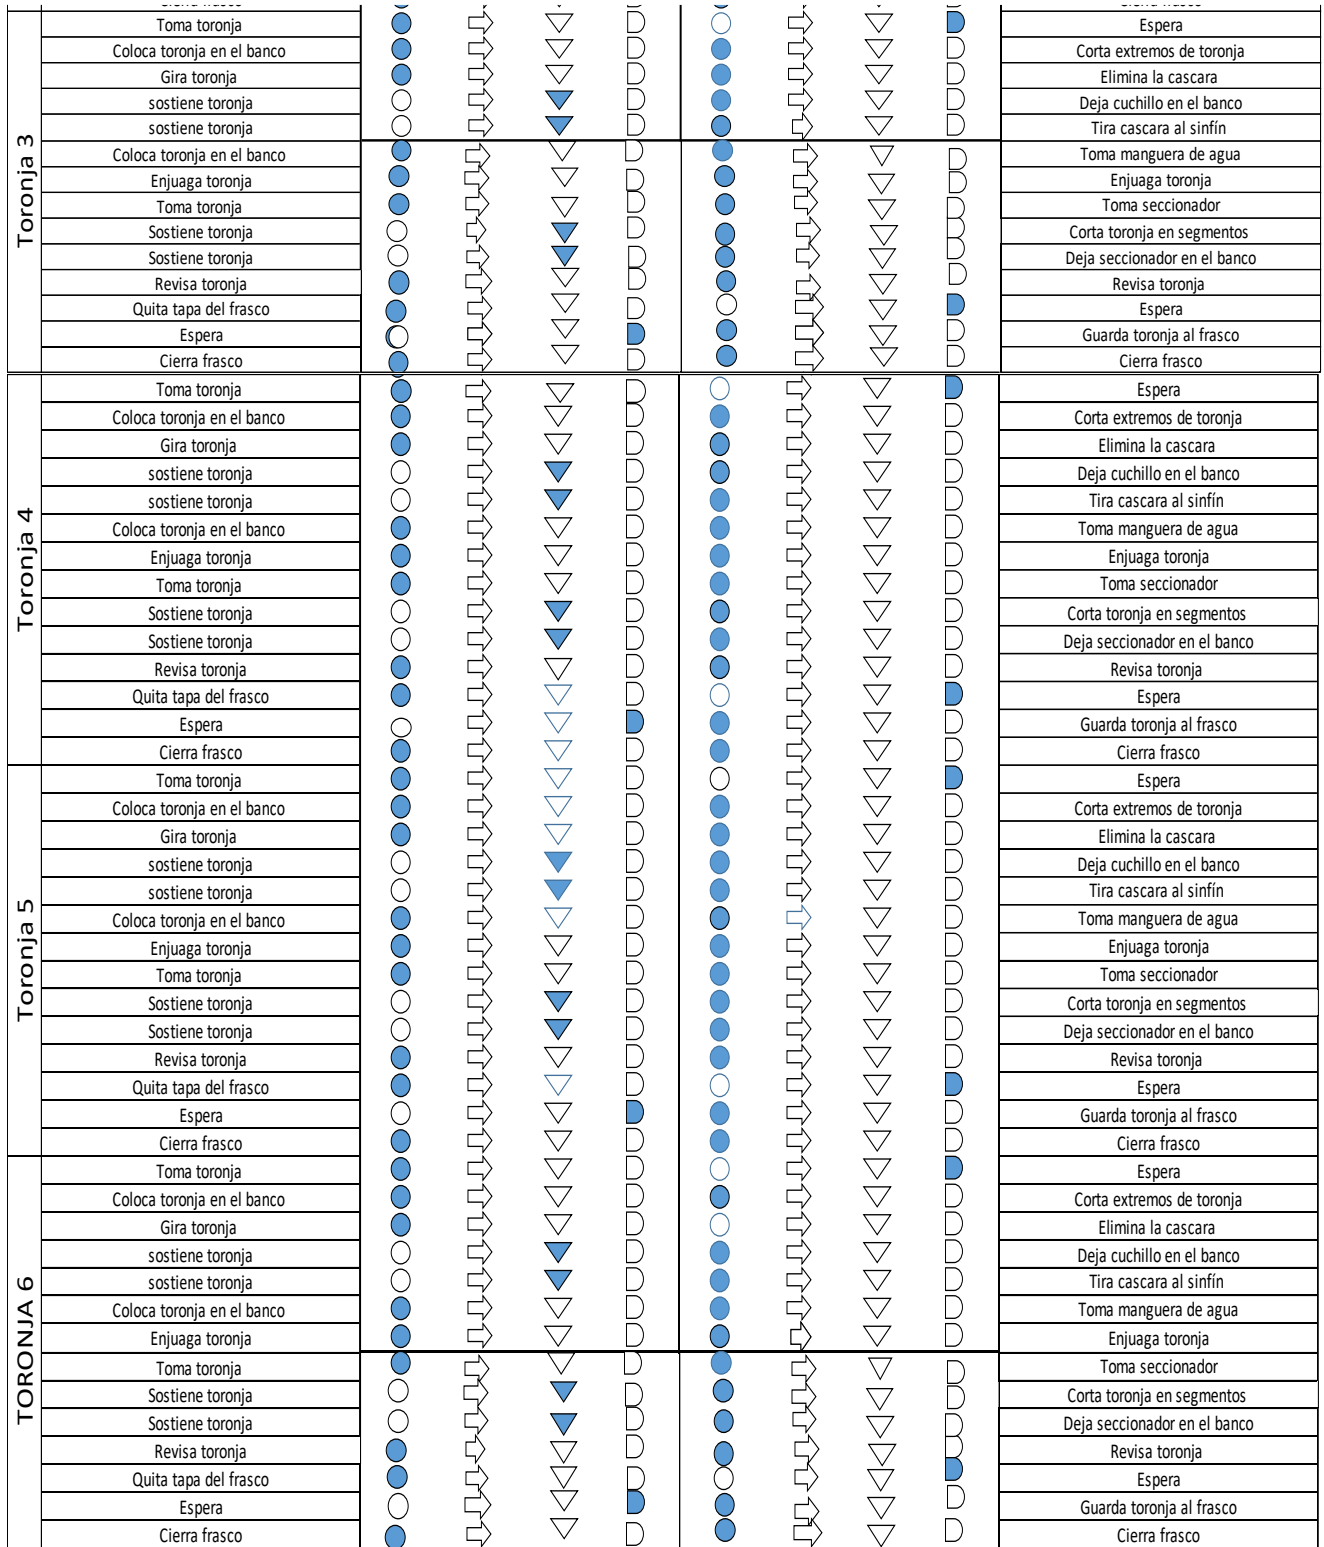 Toronja 3
Toma toronja Espera
Coloca toronja en el banco Corta extremos de toronja
Gira toronja Elimina la cascara
sostiene toronja Deja cuchillo en el banco
sostiene toronja Tira cascara al sinfín
Coloca toronja en el banco Toma manguera de agua
Enjuaga toronja Enjuaga toronja
Toma toronja Toma seccionador
Sostiene toronja Corta toronja en segmentos
Sostiene toronja Deja seccionador en el banco
Revisa toronja Revisa toronja
Quita tapa del frasco Espera
Espera Guarda toronja al frasco
Cierra frasco Cierra frasco
Toronja 4
Toma toronja Espera
Coloca toronja en el banco Corta extremos de toronja
Gira toronja Elimina la cascara
sostiene toronja Deja cuchillo en el banco
sostiene toronja Tira cascara al sinfín
Coloca toronja en el banco Toma manguera de agua
Enjuaga toronja Enjuaga toronja
Toma toronja Toma seccionador
Sostiene toronja Corta toronja en segmentos
Sostiene toronja Deja seccionador en el banco
Revisa toronja Revisa toronja
Quita tapa del frasco Espera
Espera Guarda toronja al frasco
Cierra frasco Cierra frasco
Toronja 5
Toma toronja Espera
Coloca toronja en el banco Corta extremos de toronja
Gira toronja Elimina la cascara
sostiene toronja Deja cuchillo en el banco
sostiene toronja Tira cascara al sinfín
Coloca toronja en el banco Toma manguera de agua
Enjuaga toronja Enjuaga toronja
Toma toronja Toma seccionador
Sostiene toronja Corta toronja en segmentos
Sostiene toronja Deja seccionador en el banco
Revisa toronja Revisa toronja
Quita tapa del frasco Espera
Espera Guarda toronja al frasco
Cierra frasco Cierra frasco
TORONJA 6
Toma toronja Espera
Coloca toronja en el banco Corta extremos de toronja
Gira toronja Elimina la cascara
sostiene toronja Deja cuchillo en el banco
sostiene toronja Tira cascara al sinfín
Coloca toronja en el banco Toma manguera de agua
Enjuaga toronja Enjuaga toronja
Toma toronja Toma seccionador
Sostiene toronja Corta toronja en segmentos
Sostiene toronja Deja seccionador en el banco
Revisa toronja Revisa toronja
Quita tapa del frasco Espera
Espera Guarda toronja al frasco
Cierra frasco Cierra frasco